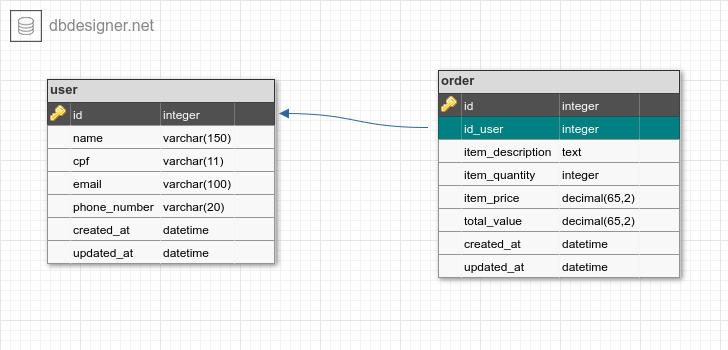 dbdesigner.net
user
id integer
name varchar(150)
cpf varchar(11)
email varchar(100)
phone_number varchar(20)
created_at datetime
updated_at datetime
order
id integer
id_user integer
item_description text
item_quantity integer
item_price decimal(65,2)
total_value decimal(65,2)
created_at datetime
updated_at datetime